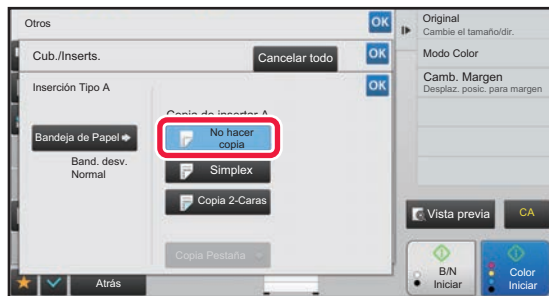 Otros
OK
Cub./Inserts.
Cancelar todo
OK
Inserción Tipo A
OK
Copia de insertar A
Bandeja de Papel
Band. desv.
Normal
No hacer
copia
Simplex
Copia 2-Caras
Copia Pestaña
Atrás
Original
Cambie el tamaño/dir.
Modo Color
Camb. Margen
Desplaz. posic. para margen
Vista previa
CA
B/N
Iniciar
Color
Iniciar